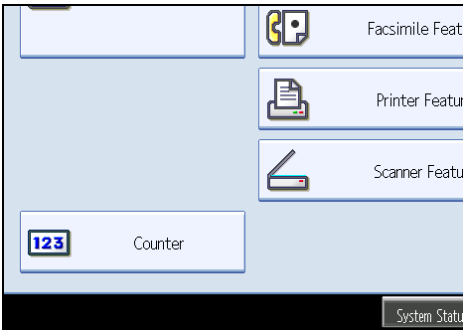 Facsimile Feat
Printer Featur
Scanner Featu
123 Counter
System Statu